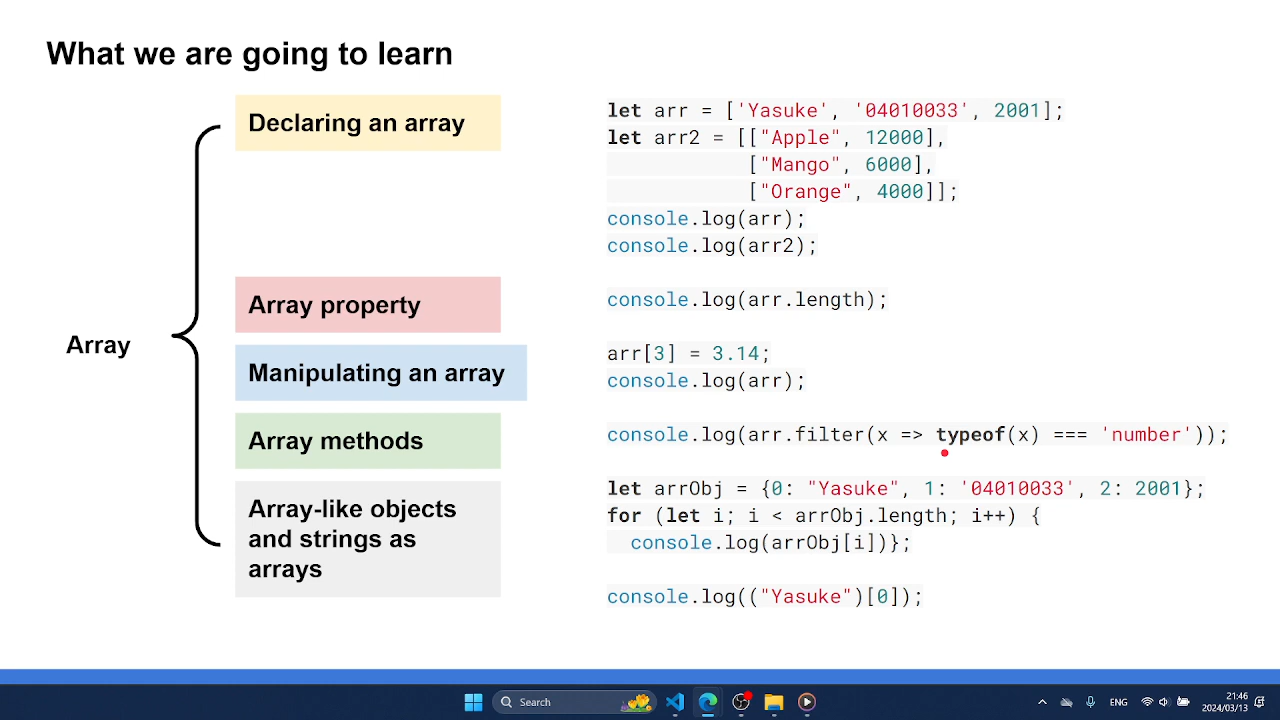 What we are going to learn
Array
Declaring an array
Array property
Manipulating an array
Array methods
Array-like objects
and strings as
arrays
let arr = ['Yasuke', '04010033', 2001];
let arr2 = [["Apple", 12000],
["Mango", 6000],
["Orange", 4000]];
console.log(arr);
console.log(arr2);
console.log(arr.length);
arr[3] = 3.14;
console.log(arr);
console.log(arr.filter(x => typeof(x) === 'number'));
let arrObj = {0: "Yasuke", 1: '04010033', 2: 2001};
for (let i; i < arrObj.length; i++) {
console.log(arrObj[i])};
console.log(("Yasuke")[0]);
Search
ENG
21:46
2024/03/13